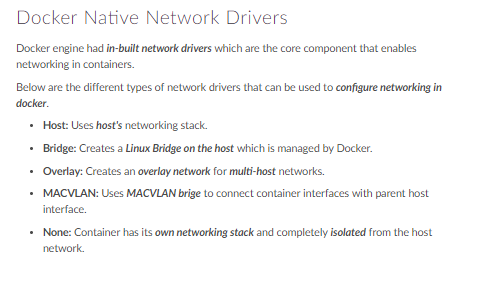 Docker Native Network Drivers
Docker engine had in-built network drivers which are the core component that enables
networking in containers.
Below are the different types of network drivers that can be used to configure networking in
docker.
• Host: Uses host's networking stack.
• Bridge: Creates a Linux Bridge on the host which is managed by Docker.
• Overlay: Creates an overlay network for multi-host networks.
• MACVLAN: Uses MACVLAN brige to connect container interfaces with parent host
interface.
• None: Container has its own networking stack and completely isolated from the host
network.